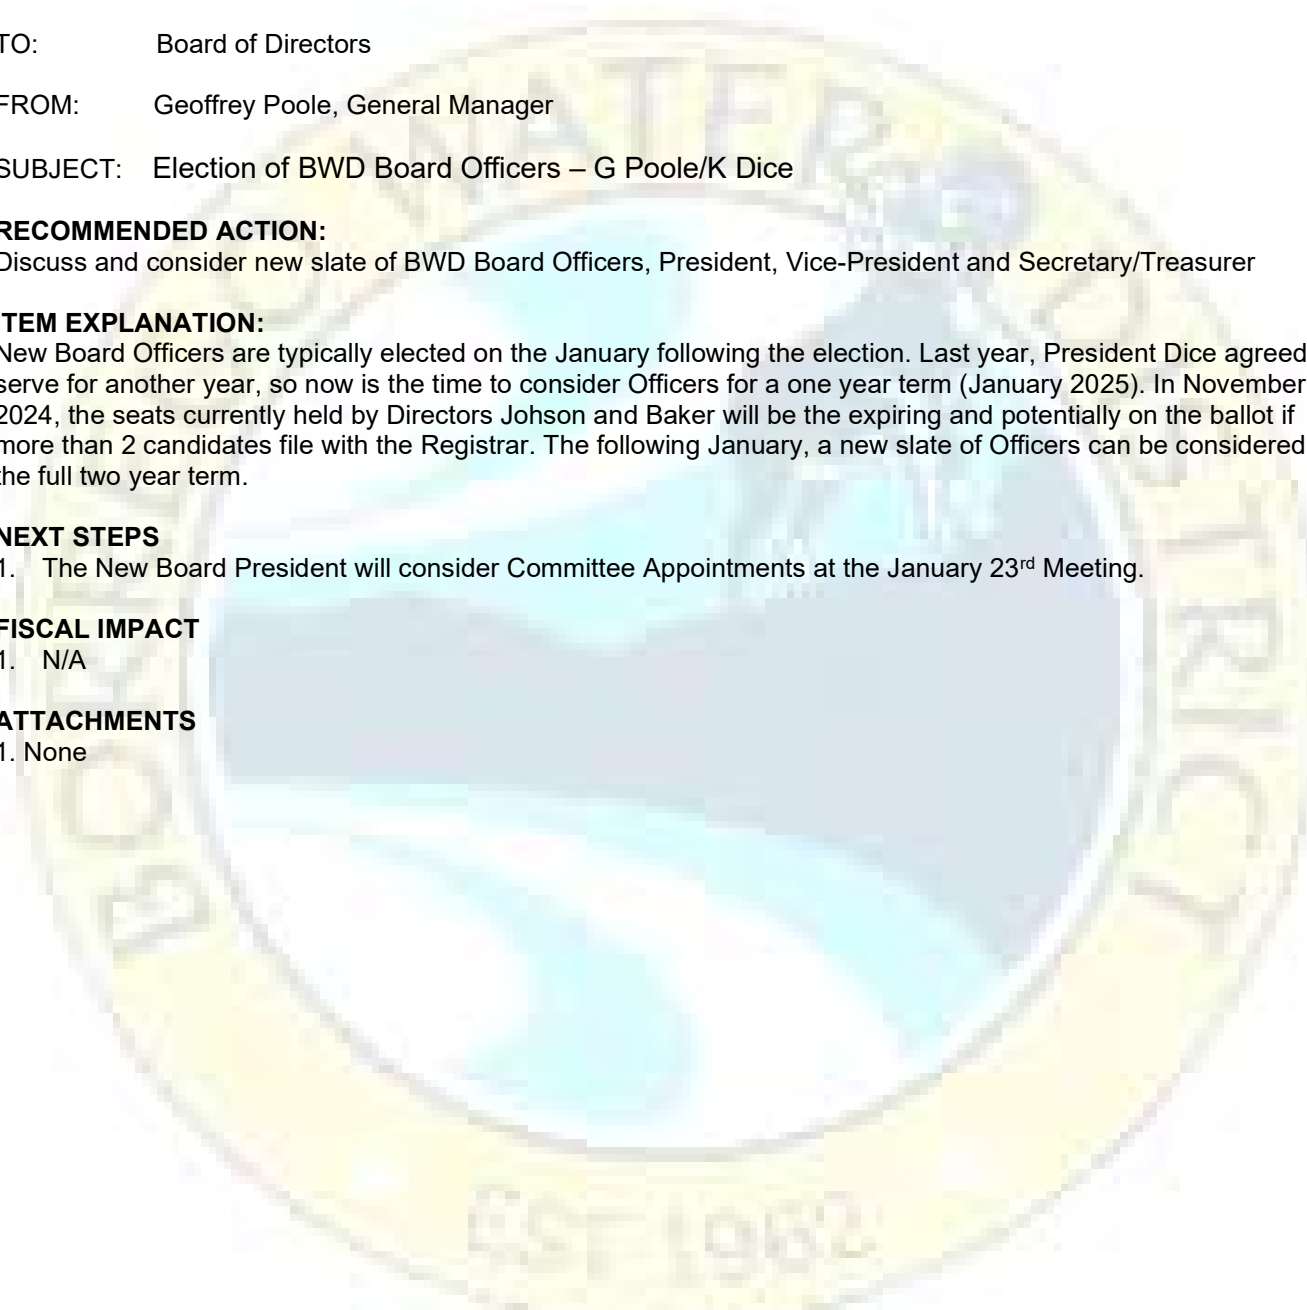 TO: Board of Directors
FROM: Geoffrey Poole, General Manager
SUBJECT: Election of BWD Board Officers – G Poole/K Dice
RECOMMENDED ACTION:
Discuss and consider new slate of BWD Board Officers, President, Vice-President and Secretary/Treasurer
ITEM EXPLANATION:
New Board Officers are typically elected on the January following the election. Last year, President Dice agreed
serve for another year, so now is the time to consider Officers for a one year term (January 2025). In November
2024, the seats currently held by Directors Johson and Baker will be the expiring and potentially on the ballot if
more than 2 candidates file with the Registrar. The following January, a new slate of Officers can be considered
the full two year term.
NEXT STEPS
1. The New Board President will consider Committee Appointments at the January 23rd Meeting.
FISCAL IMPACT
1. N/A
ATTACHMENTS
1. None
BORREGO WATER DISTRICT
EST 1962